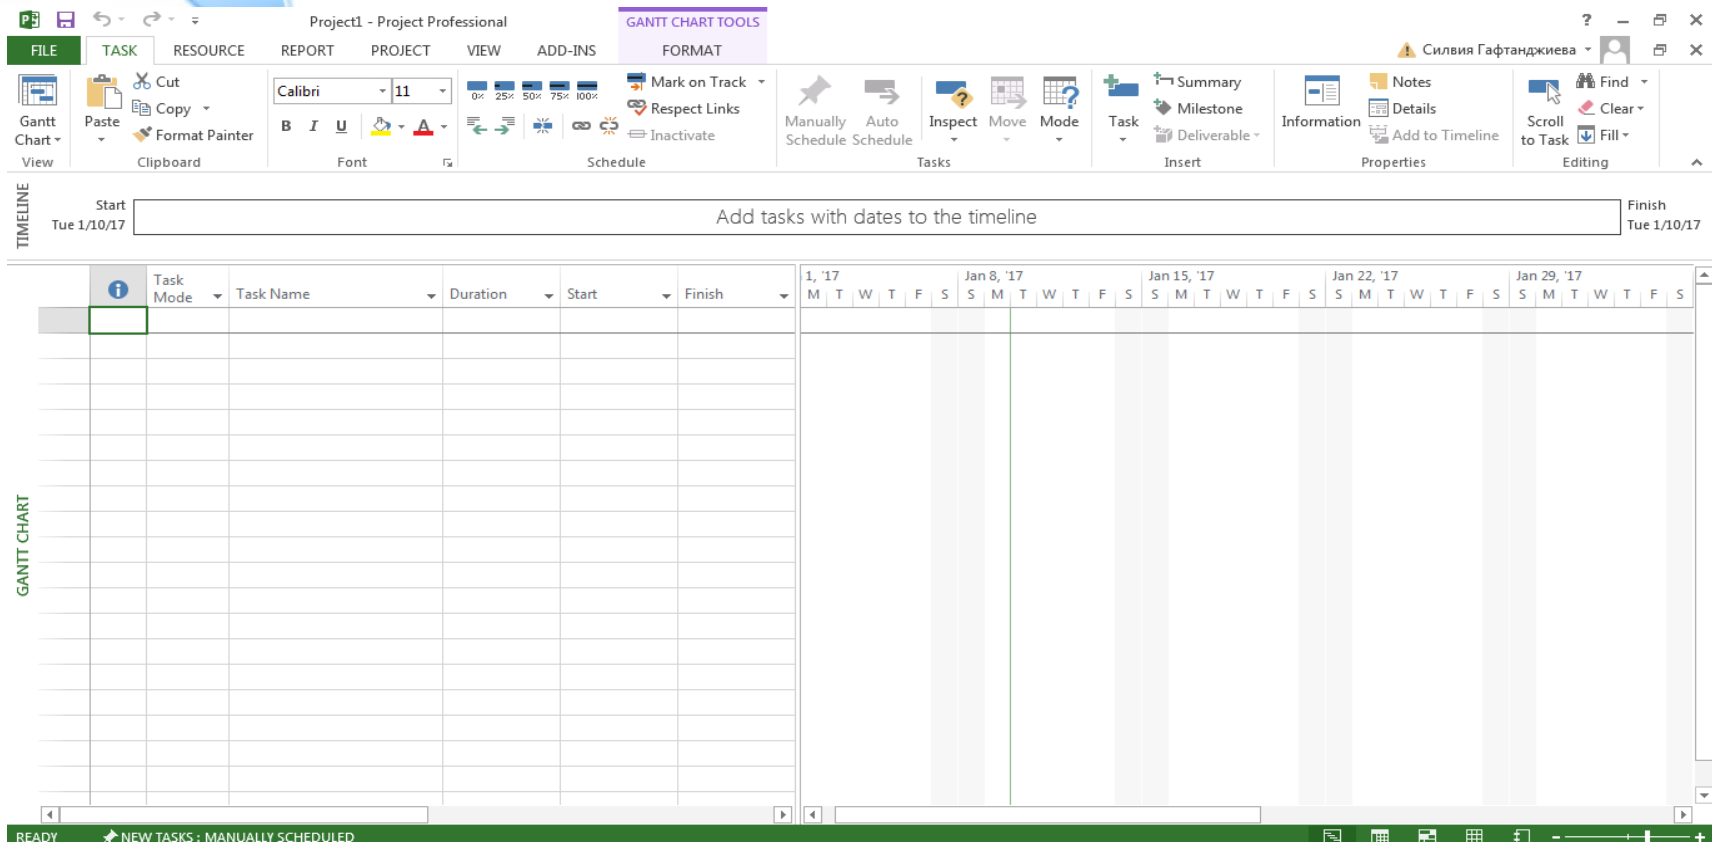 Project1 - Project Professional
GANTT CHART TOOLS
FILE TASK RESOURCE REPORT PROJECT VIEW ADD-INS FORMAT
Силвия Гафтанджиева
Gantt Chart
View
Paste
Cut
Copy
Format Painter
Clipboard
Calibri 11
B I U A
Font
0% 25% 50% 75% 100%
Mark on Track
Respect Links
Inactivate
Schedule
Manually Schedule
Auto Schedule
Inspect
Move
Mode
Tasks
Task
Summary
Milestone
Deliverable
Insert
Information
Notes
Details
Add to Timeline
Properties
Scroll to Task
Find
Clear
Fill
Editing
TIMELINE
Start
Tue 1/10/17
Add tasks with dates to the timeline
Finish
Tue 1/10/17
Task Mode
Task Name
Duration
Start
Finish
1, '17 Jan 8, '17 Jan 15, '17 Jan 22, '17 Jan 29, '17
M T W T F S S M T W T F S S M T W T F S S M T W T F S S M T W T F S
GANTT CHART
READY NEW TASKS : MANUALLY SCHEDULED